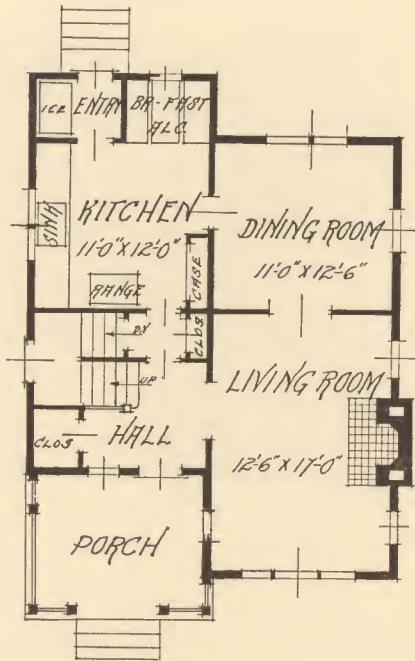 ICE
ENTRY
BR-FAST
ALC.
KITCHEN
11'-0" X 12'-0"
SINK
RANGE
CASE
DINING ROOM
11'-0" X 12'-6"
DN
CLOS
UP
LIVING ROOM
12'-6" X 17'-0"
HALL
CLOS
PORCH